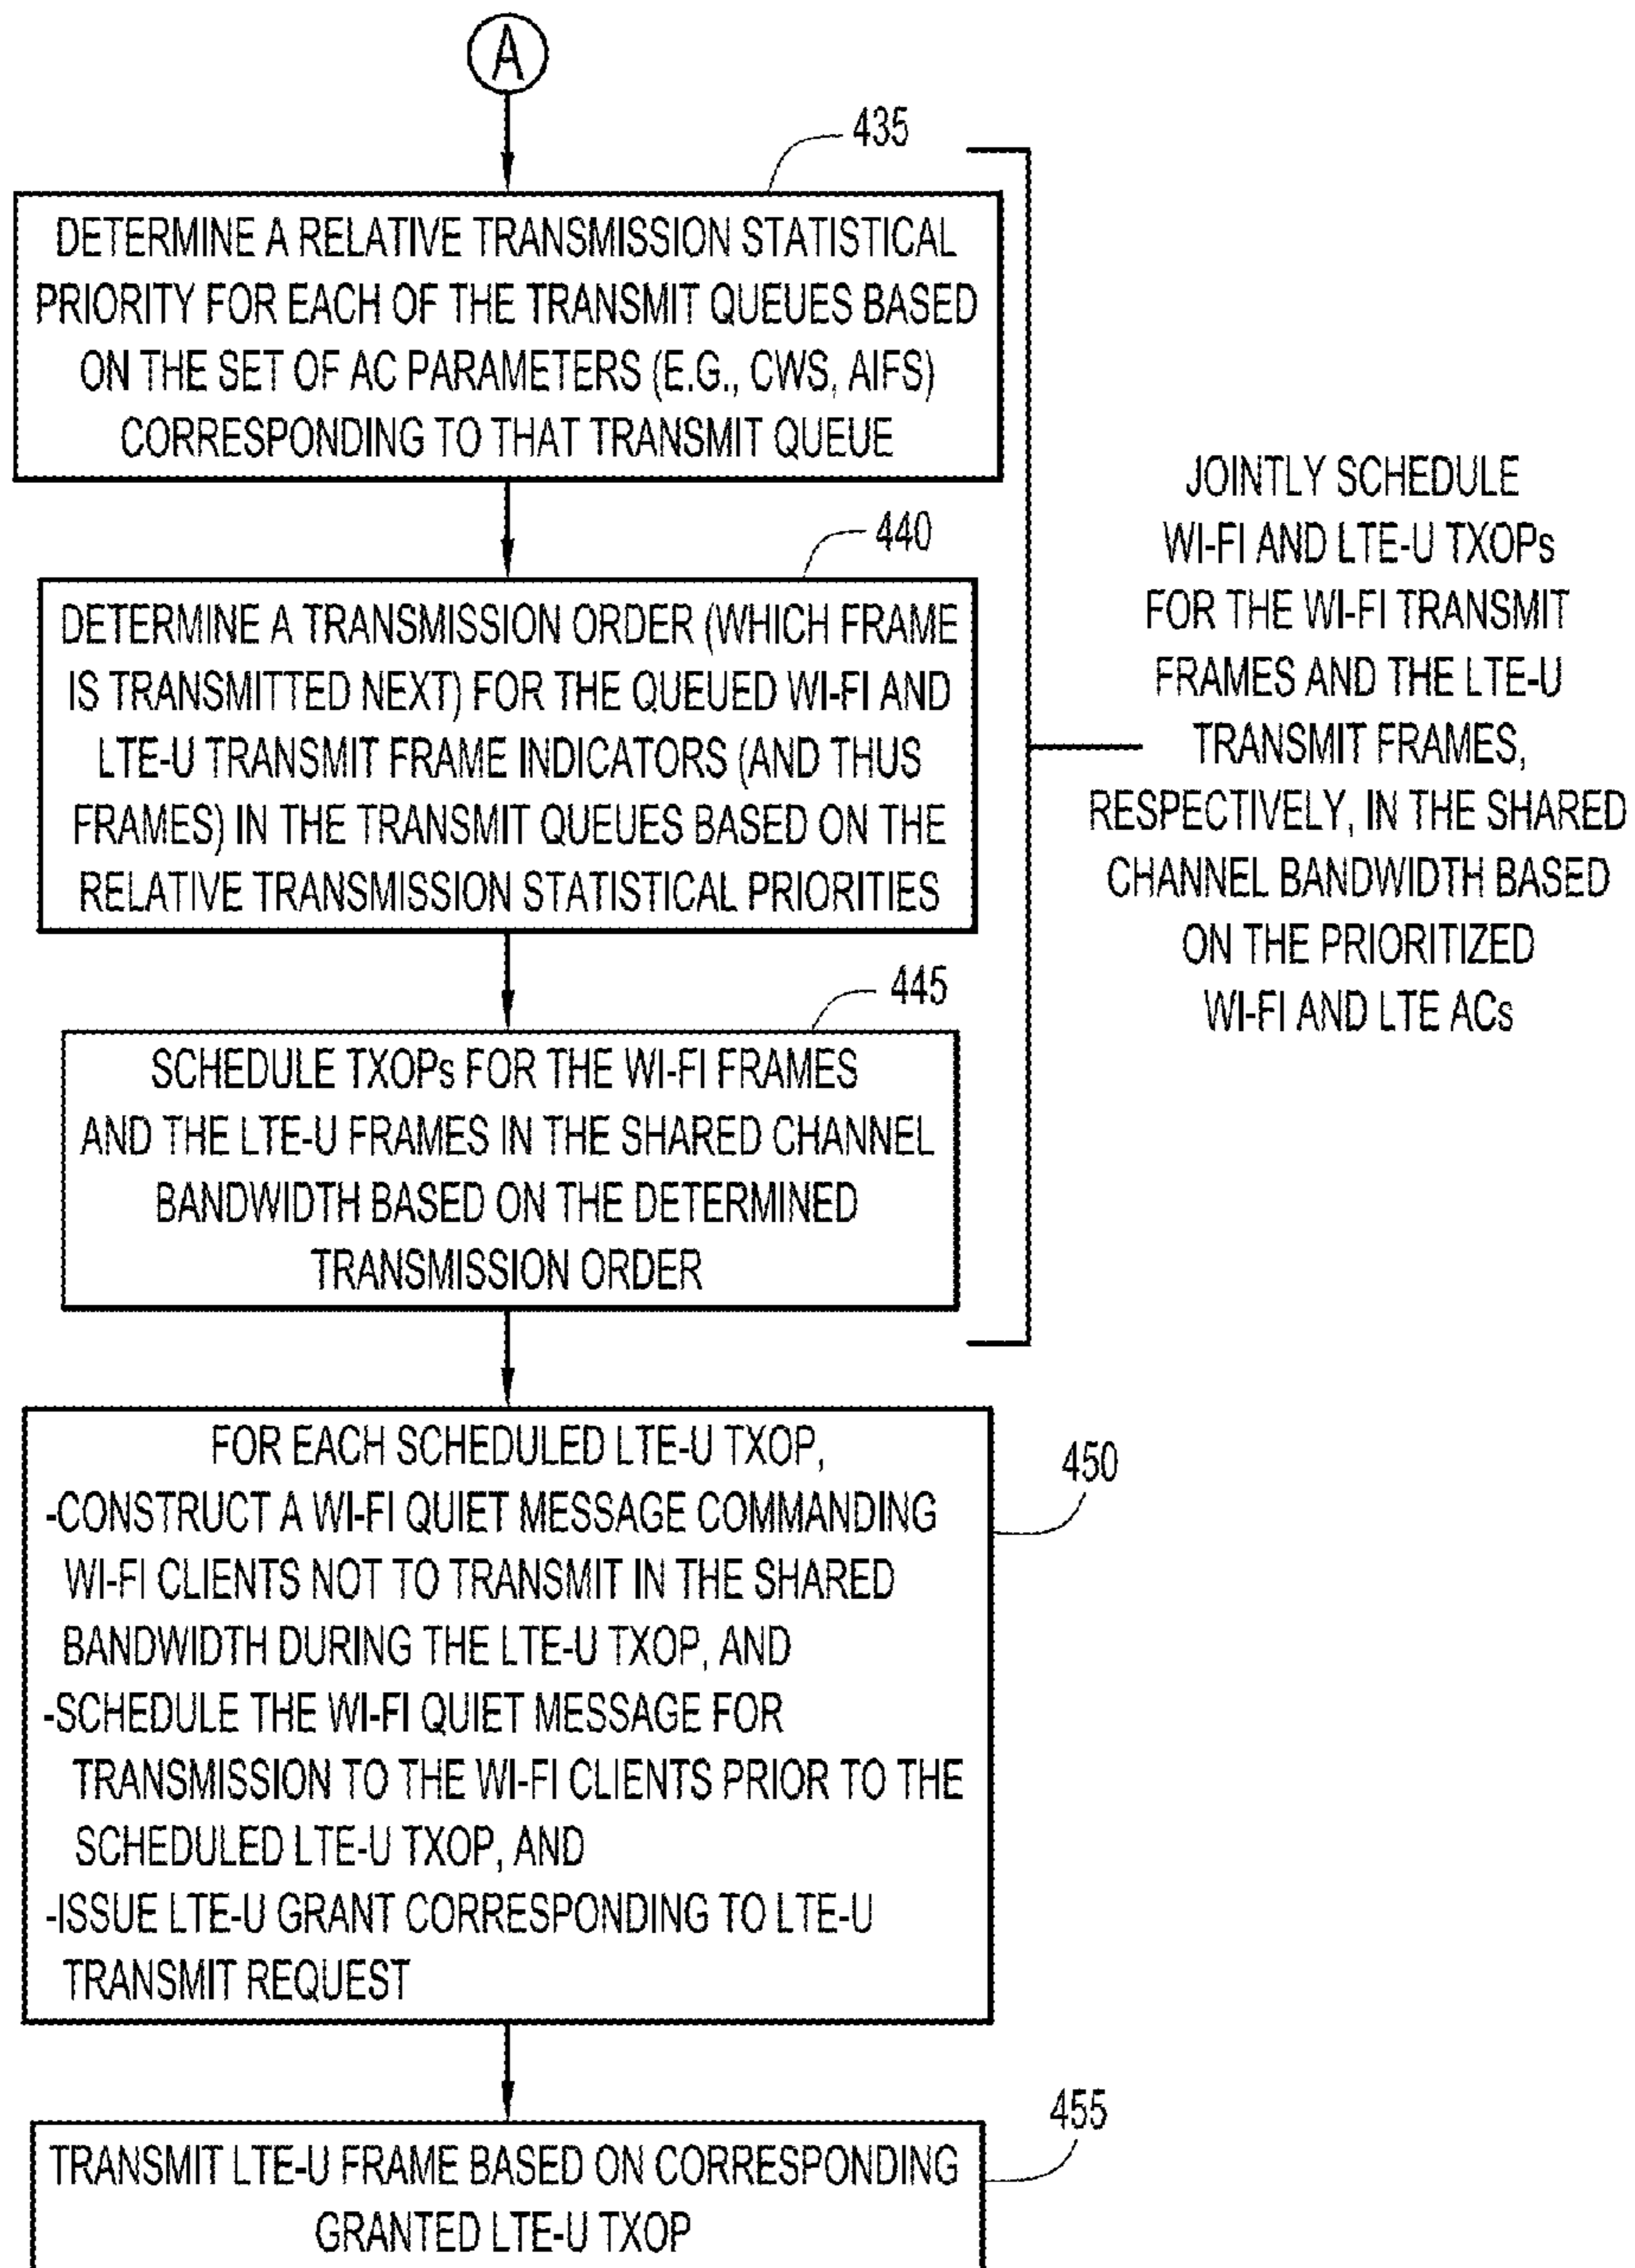 A
435
DETERMINE A RELATIVE TRANSMISSION STATISTICAL
PRIORITY FOR EACH OF THE TRANSMIT QUEUES BASED
ON THE SET OF AC PARAMETERS (E.G., CWS, AIFS)
CORRESPONDING TO THAT TRANSMIT QUEUE
440
DETERMINE A TRANSMISSION ORDER (WHICH FRAME
IS TRANSMITTED NEXT) FOR THE QUEUED WI-FI AND
LTE-U TRANSMIT FRAME INDICATORS (AND THUS
FRAMES) IN THE TRANSMIT QUEUES BASED ON THE
RELATIVE TRANSMISSION STATISTICAL PRIORITIES
445
SCHEDULE TXOPs FOR THE WI-FI FRAMES
AND THE LTE-U FRAMES IN THE SHARED CHANNEL
BANDWIDTH BASED ON THE DETERMINED
TRANSMISSION ORDER
JOINTLY SCHEDULE
WI-FI AND LTE-U TXOPs
FOR THE WI-FI TRANSMIT
FRAMES AND THE LTE-U
TRANSMIT FRAMES,
RESPECTIVELY, IN THE SHARED
CHANNEL BANDWIDTH BASED
ON THE PRIORITIZED
WI-FI AND LTE ACs
450
FOR EACH SCHEDULED LTE-U TXOP,
-CONSTRUCT A WI-FI QUIET MESSAGE COMMANDING
WI-FI CLIENTS NOT TO TRANSMIT IN THE SHARED
BANDWIDTH DURING THE LTE-U TXOP, AND
-SCHEDULE THE WI-FI QUIET MESSAGE FOR
TRANSMISSION TO THE WI-FI CLIENTS PRIOR TO THE
SCHEDULED LTE-U TXOP, AND
-ISSUE LTE-U GRANT CORRESPONDING TO LTE-U
TRANSMIT REQUEST
455
TRANSMIT LTE-U FRAME BASED ON CORRESPONDING
GRANTED LTE-U TXOP